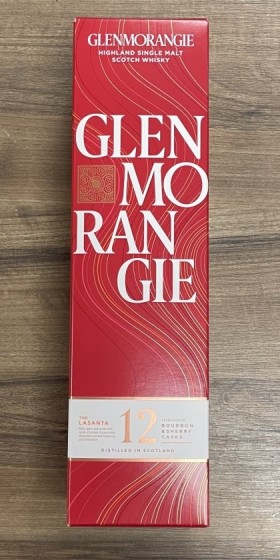 GLENMORANGIE
HIGHLAND SINGLE MALT
SCOTCH WHISKY
GLEN
MO
RAN
GIE
THE
LASANTA
12
BOURBON
& SHERRY
CASKS
DISTILLED IN SCOTLAND